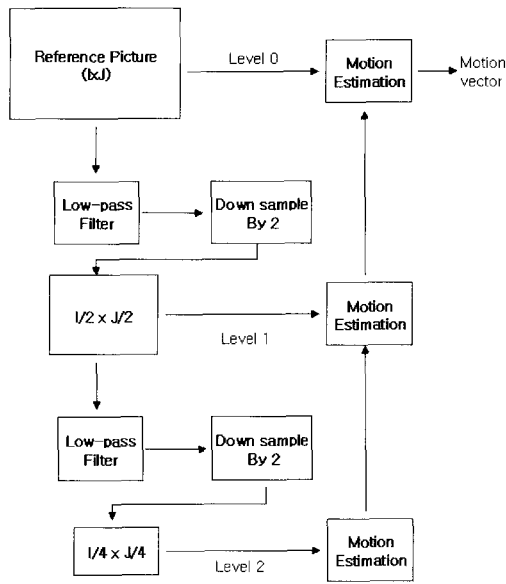 Reference Picture
(IxJ)
Level 0
Motion
Estimation
Motion
vector
Low-pass
Filter
Down sample
By 2
I/2 x J/2
Level 1
Motion
Estimation
Low-pass
Filter
Down sample
By 2
I/4 x J/4
Level 2
Motion
Estimation